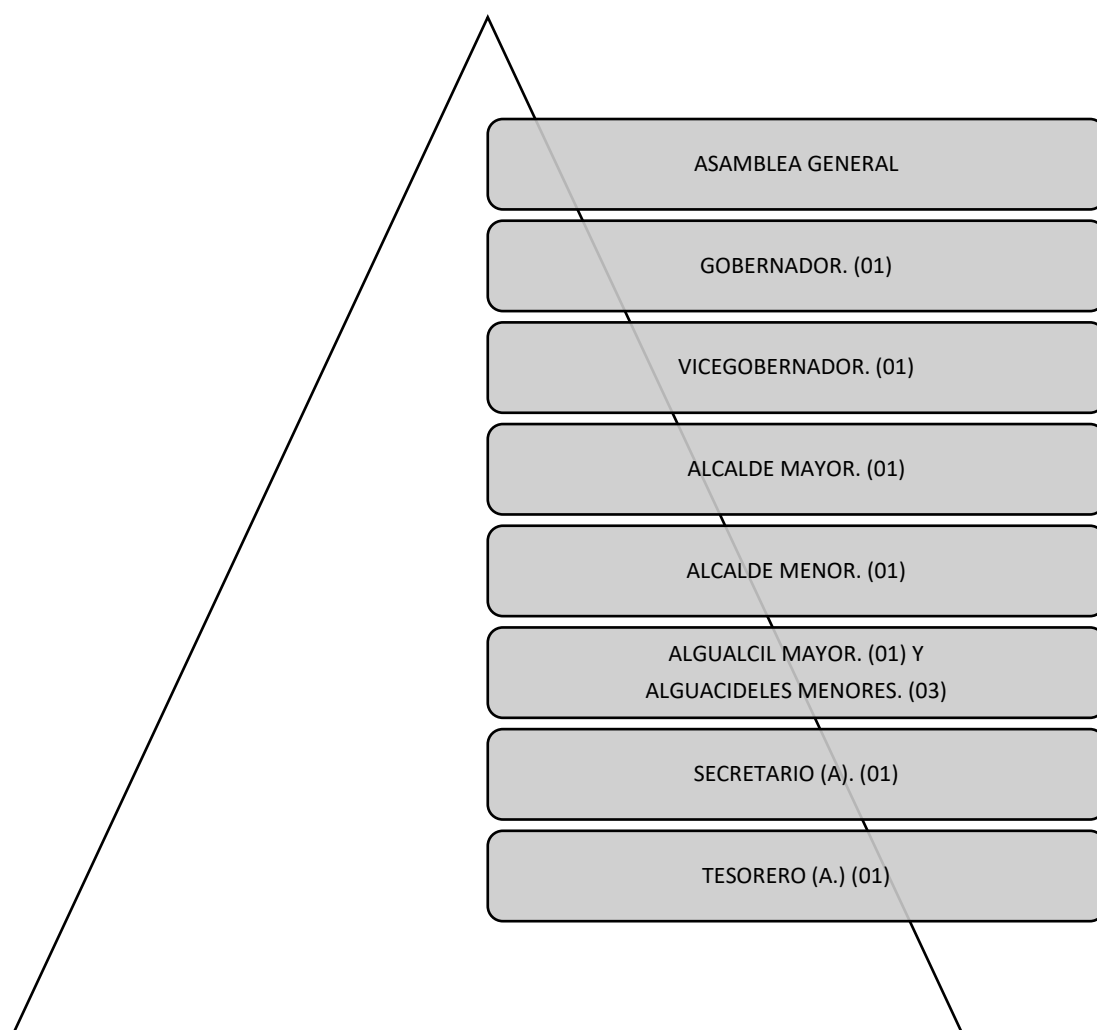 ASAMBLEA GENERAL
GOBERNADOR. (01)
VICEGOBERNADOR. (01)
ALCALDE MAYOR. (01)
ALCALDE MENOR. (01)
ALGUALCIL MAYOR. (01) Y
ALGUACIDELES MENORES. (03)
SECRETARIO (A). (01)
TESORERO (A.) (01)